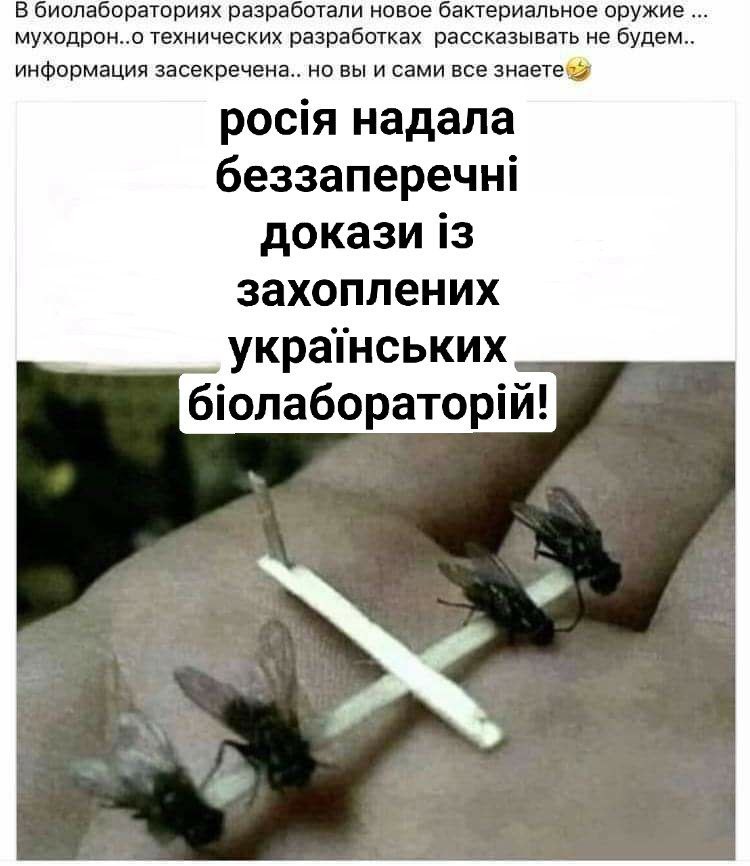 В биолабораториях разработали новое бактериальное оружие ...
муходрон..о технических разработках рассказывать не будем..
информация засекречена.. но вы и сами все знаете🤣
росія надала
беззаперечні
докази із
захоплених
українських
біолабораторій!